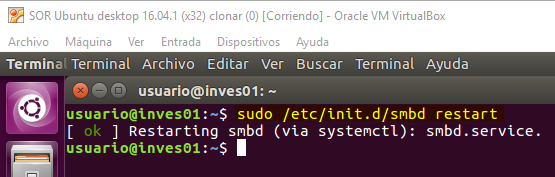 SOR Ubuntu desktop 16.04.1 (x32) clonar (0) [Corriendo] - Oracle VM VirtualBox
Archivo Máquina Ver Entrada Dispositivos Ayuda
Terminal Terminal Archivo Editar Ver Buscar Terminal Ayuda
usuario@inves01: ~
usuario@inves01:~$ sudo /etc/init.d/smbd restart
[ ok ] Restarting smbd (via systemctl): smbd.service.
usuario@inves01:~$